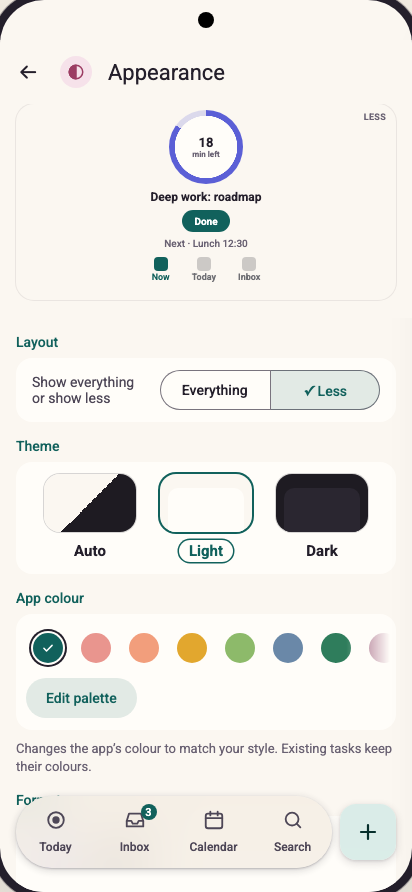 Appearance
LESS
18
min left
Deep work: roadmap
Done
Next · Lunch 12:30
Now Today Inbox
Layout
Show everything
or show less
Everything ✓Less
Theme
Auto Light Dark
App colour
Edit palette
Changes the app's colour to match your style. Existing tasks keep
their colours.
3
Today Inbox Calendar Search